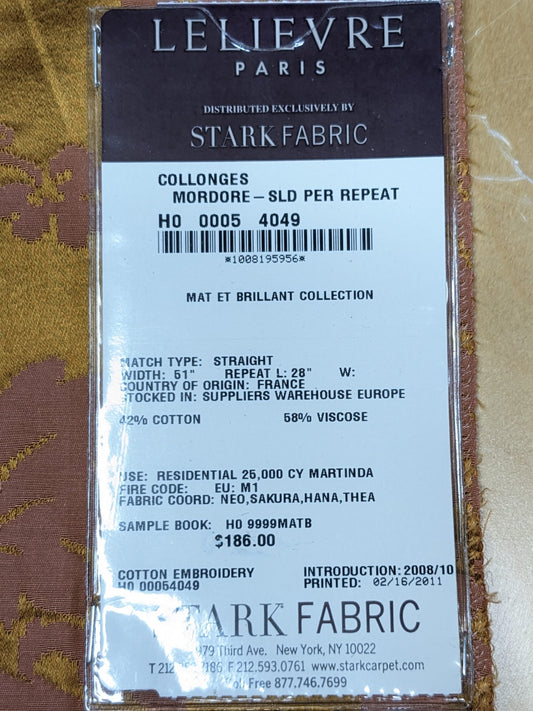 LELIEVRE
PARIS
DISTRIBUTED EXCLUSIVELY BY
STARK FABRIC
COLLONGES
MORDORE – SLD PER REPEAT
H0 0005 4049
*1008195956*
MAT ET BRILLANT COLLECTION
MATCH TYPE: STRAIGHT
WIDTH: 51" REPEAT L: 28" W:
COUNTRY OF ORIGIN: FRANCE
STOCKED IN: SUPPLIERS WAREHOUSE EUROPE
42% COTTON 58% VISCOSE
USE: RESIDENTIAL 25,000 CY MARTINDA
FIRE CODE: EU: M1
FABRIC COORD: NEO,SAKURA,HANA,THEA
SAMPLE BOOK: H0 9999MATB
$186.00
COTTON EMBROIDERY INTRODUCTION: 2008/10
H0 00054049 PRINTED: 02/16/2011
STARK FABRIC
979 Third Ave. New York, NY 10022
T 212 F 212.593.0761 www.starkcarpet.com
Toll Free 877.746.7699